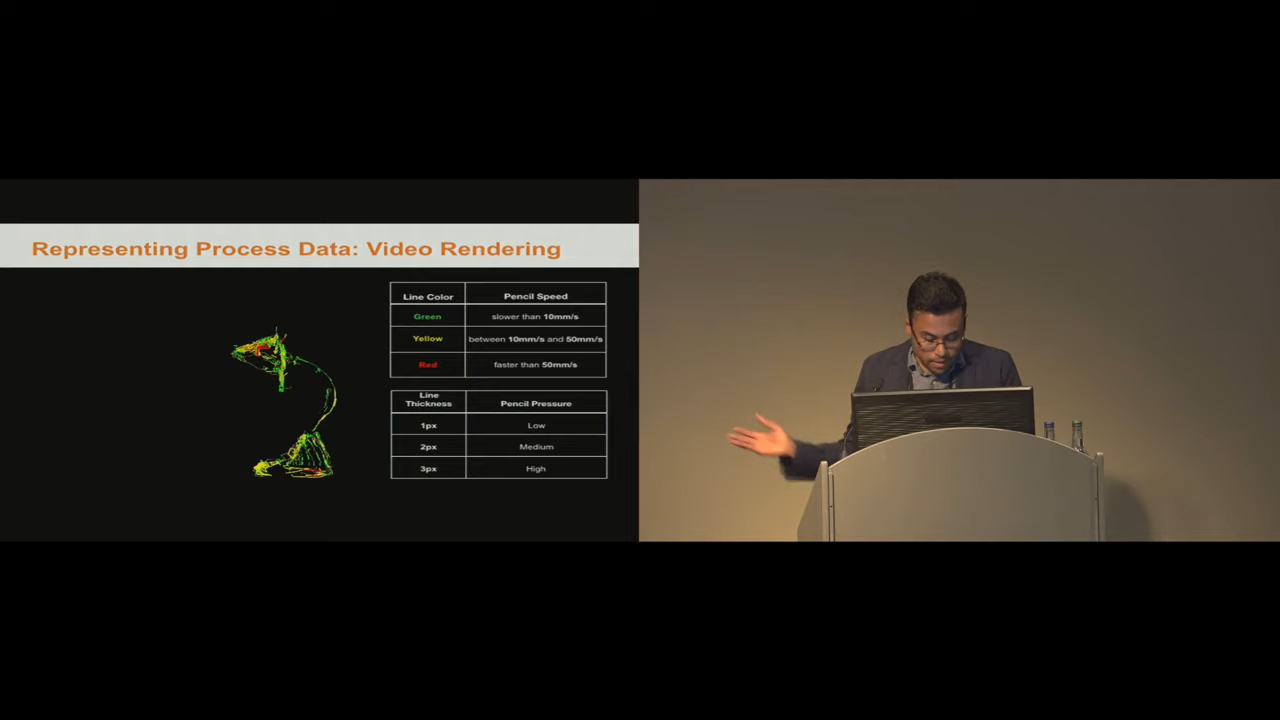 Representing Process Data: Video Rendering
Line Color Pencil Speed
Green slower than 10mm/s
Yellow between 10mm/s and 50mm/s
Red faster than 50mm/s
Line Thickness Pencil Pressure
1px Low
2px Medium
3px High